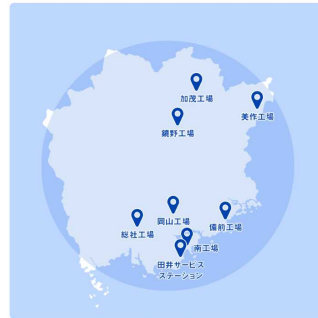 加茂工場
美作工場
鏡野工場
岡山工場
備前工場
総社工場
南工場
田井サービス
ステーション